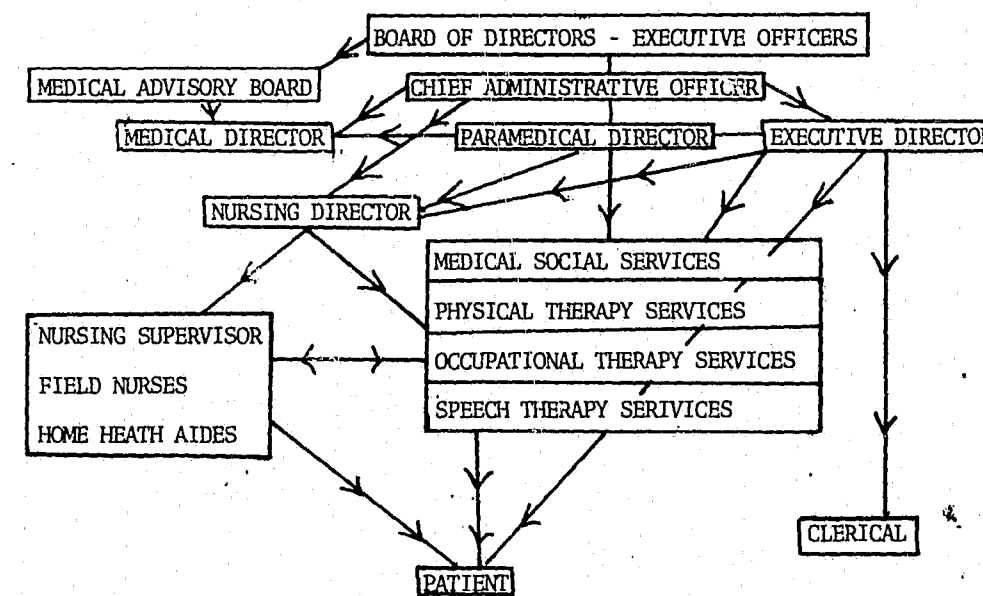 BOARD OF DIRECTORS - EXECUTIVE OFFICERS
MEDICAL ADVISORY BOARD
CHIEF ADMINISTRATIVE OFFICER
MEDICAL DIRECTOR
PARAMEDICAL DIRECTOR
EXECUTIVE DIRECTOR
NURSING DIRECTOR
MEDICAL SOCIAL SERVICES
PHYSICAL THERAPY SERVICES
OCCUPATIONAL THERAPY SERVICES
SPEECH THERAPY SERIVICES
NURSING SUPERVISOR
FIELD NURSES
HOME HEATH AIDES
CLERICAL
PATIENT